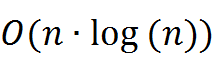 O(n · log (n))